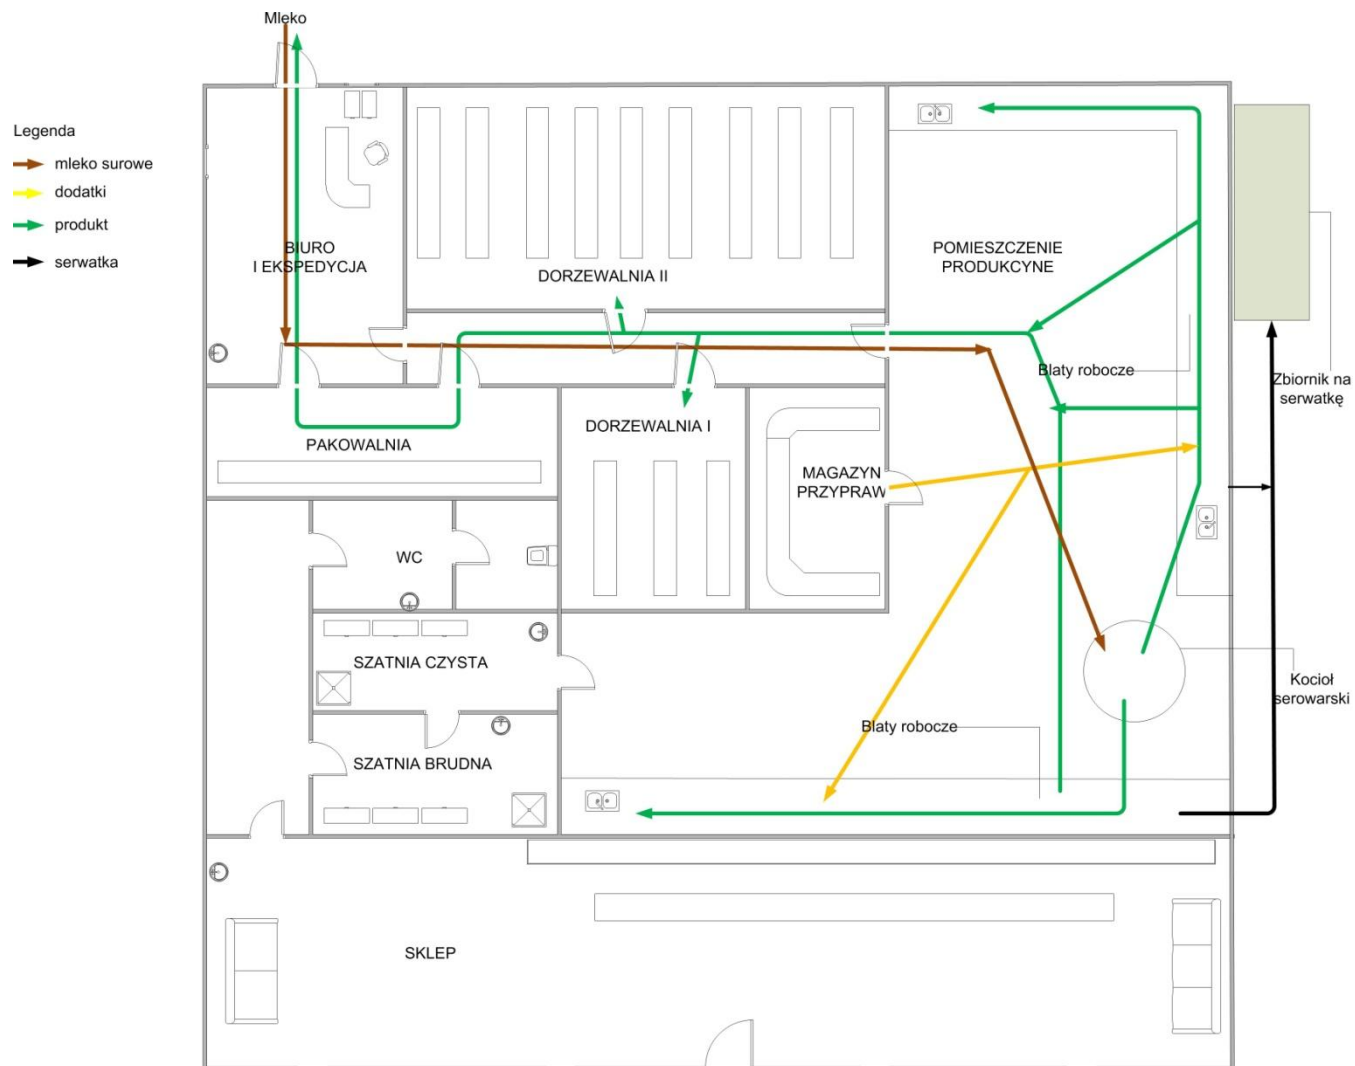 Mleko
Legenda
mleko surowe
dodatki
produkt
serwatka
BIURO
I EKSPEDYCJA
DORZEWALNIA II
POMIESZCZENIE
PRODUKCYNE
Blaty robocze
Zbiornik na
serwatkę
PAKOWALNIA
DORZEWALNIA I
MAGAZYN
PRZYPRAW
WC
SZATNIA CZYSTA
Kocioł
serowarski
Blaty robocze
SZATNIA BRUDNA
SKLEP